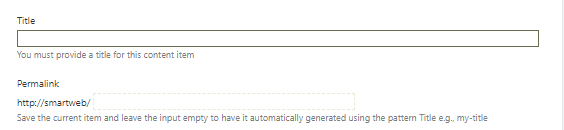 Title
You must provide a title for this content item
Permalink
http://smartweb/
Save the current item and leave the input empty to have it automatically generated using the pattern Title e.g., my-title